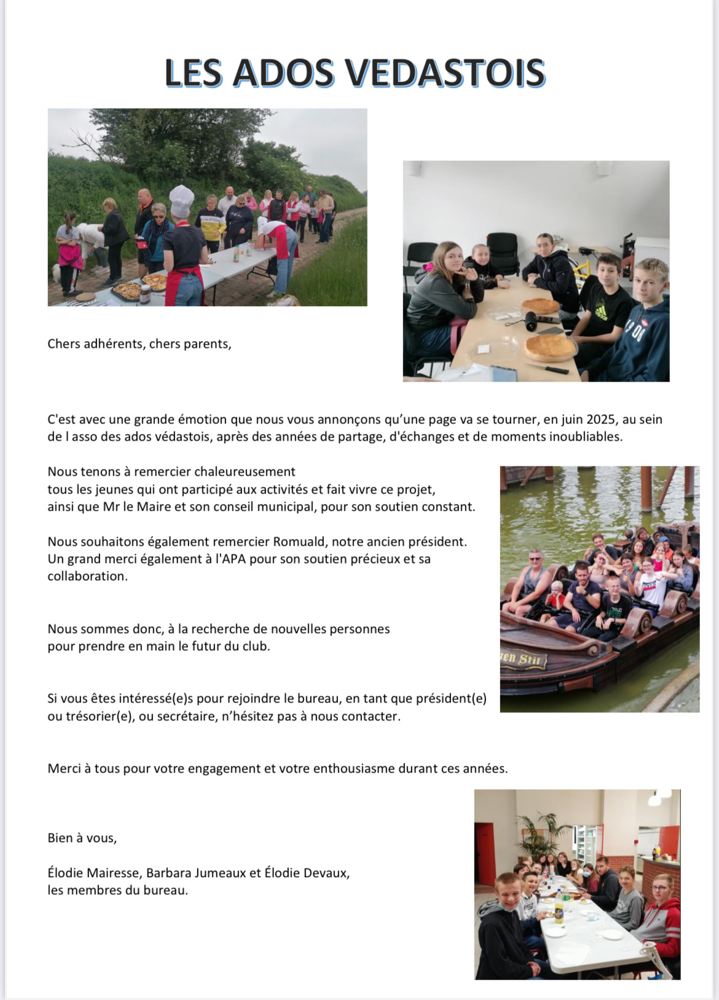 LES ADOS VEDASTOIS
Chers adhérents, chers parents,
C'est avec une grande émotion que nous vous annonçons qu’une page va se tourner, en juin 2025, au sein
de l asso des ados védastois, après des années de partage, d'échanges et de moments inoubliables.
Nous tenons à remercier chaleureusement
tous les jeunes qui ont participé aux activités et fait vivre ce projet,
ainsi que Mr le Maire et son conseil municipal, pour son soutien constant.
Nous souhaitons également remercier Romuald, notre ancien président.
Un grand merci également à l'APA pour son soutien précieux et sa
collaboration.
Nous sommes donc, à la recherche de nouvelles personnes
pour prendre en main le futur du club.
Si vous êtes intéressé(e)s pour rejoindre le bureau, en tant que président(e)
ou trésorier(e), ou secrétaire, n’hésitez pas à nous contacter.
Merci à tous pour votre engagement et votre enthousiasme durant ces années.
Bien à vous,
Élodie Mairesse, Barbara Jumeaux et Élodie Devaux,
les membres du bureau.
adidas
Stil